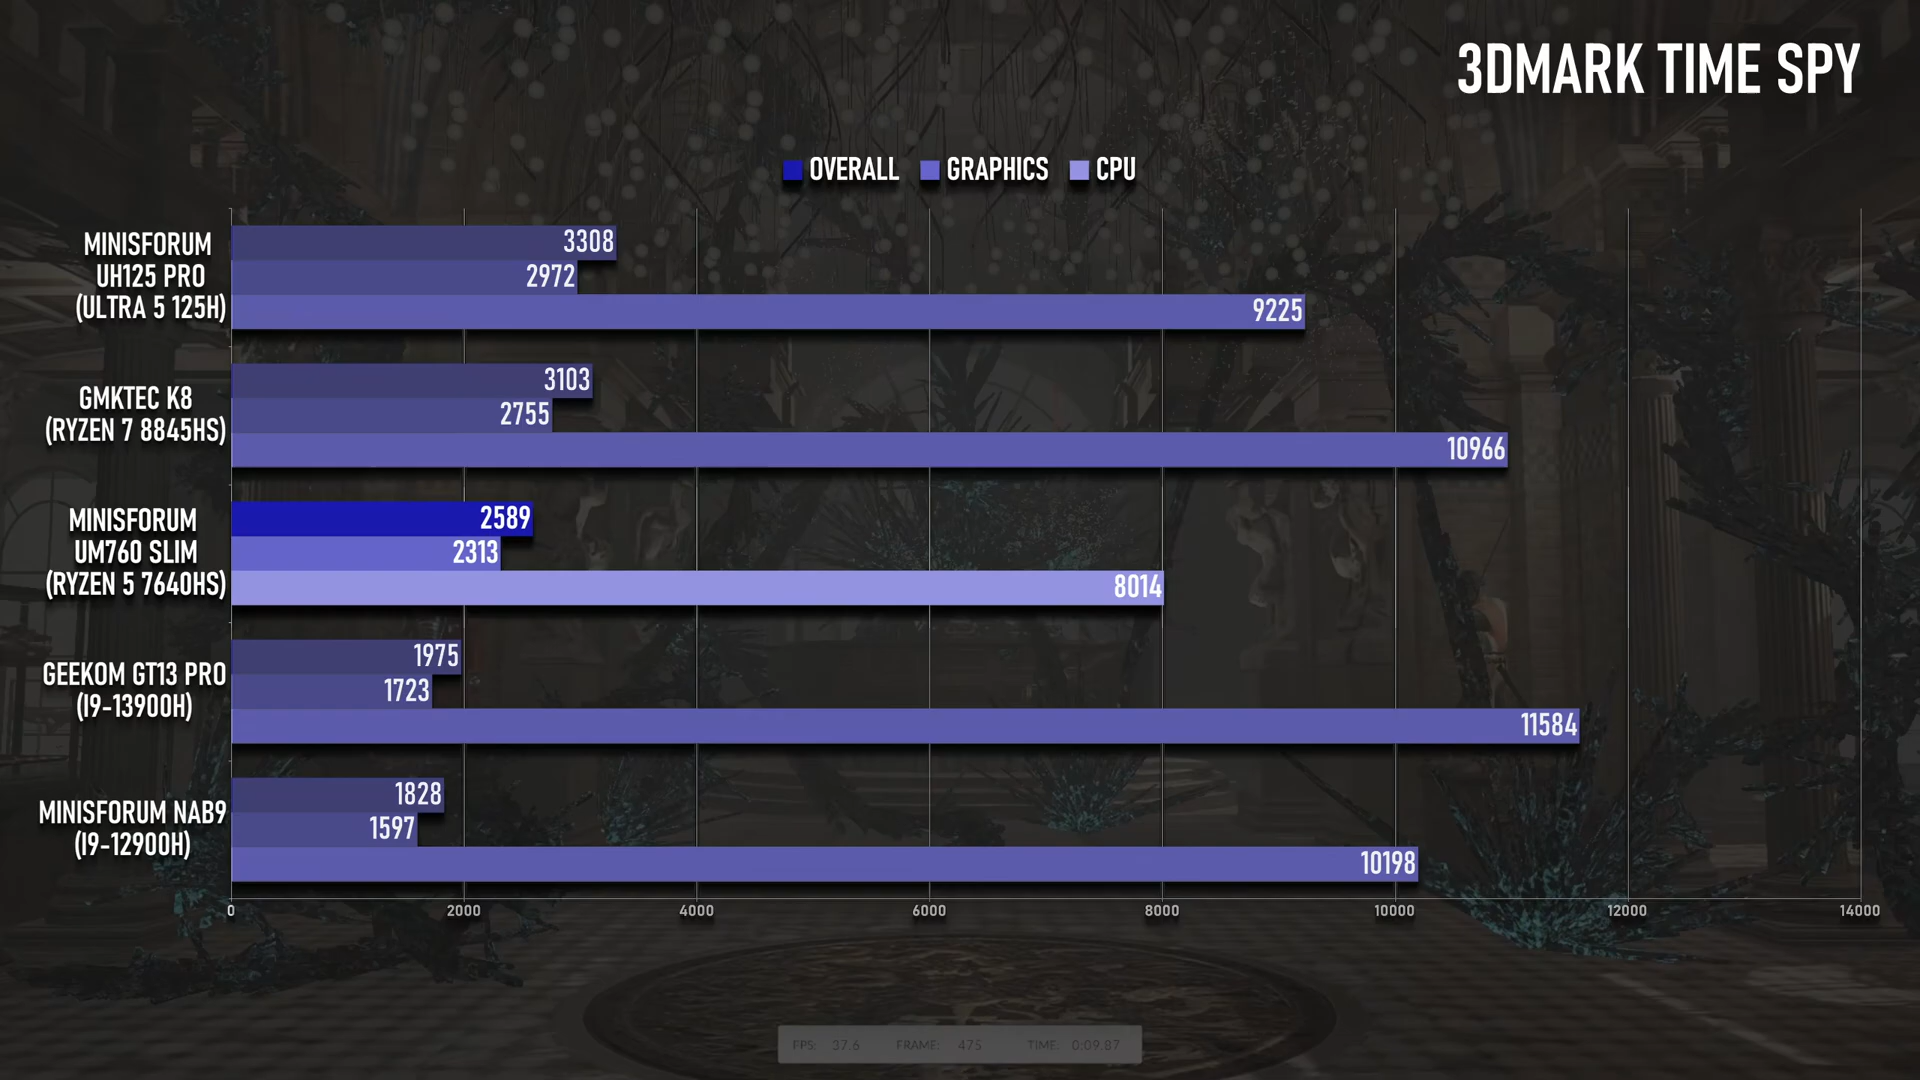 3DMARK TIME SPY
OVERALL GRAPHICS CPU
MINISFORUM
UH125 PRO
(ULTRA 5 125H)
3308
2972
9225
GMKTEC K8
(RYZEN 7 8845HS)
3103
2755
10966
MINISFORUM
UM760 SLIM
(RYZEN 5 7640HS)
2589
2313
8014
GEEKOM GT13 PRO
(I9-13900H)
1975
1723
11584
MINISFORUM NAB9
(I9-12900H)
1828
1597
10198
0 2000 4000 6000 8000 10000 12000 14000
FPS: 37.6 FRAME: 475 TIME: 0:09.87